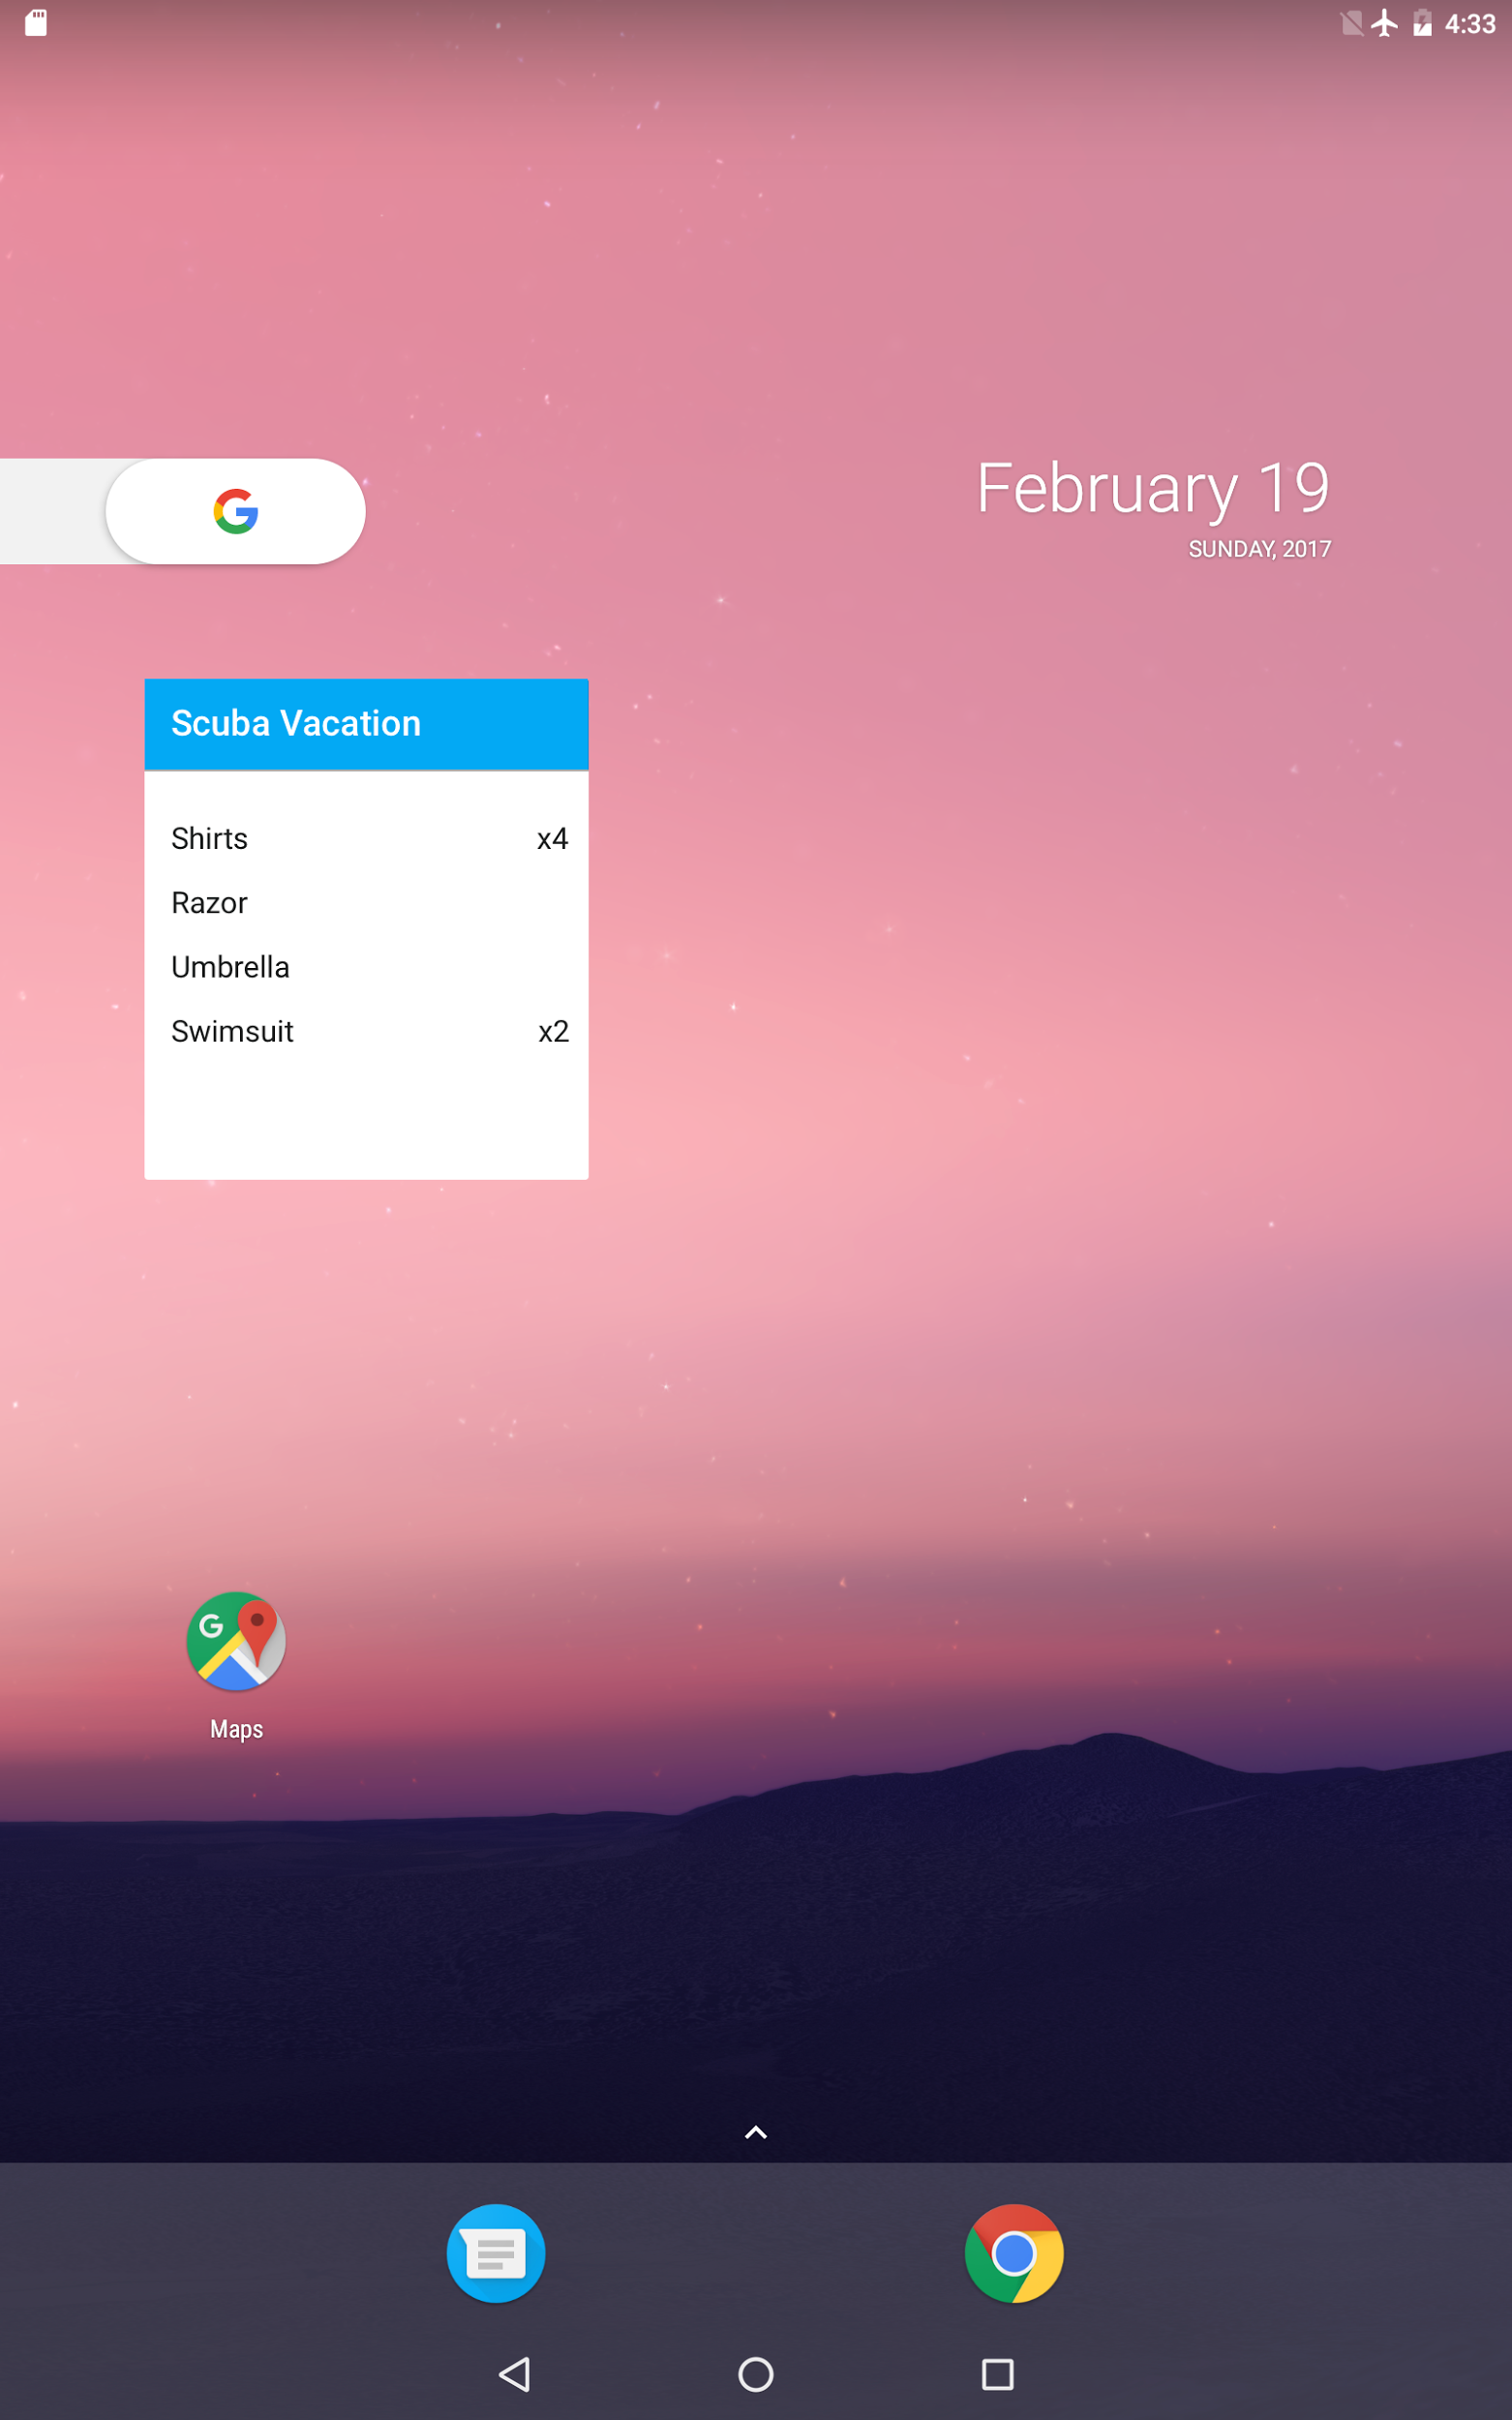 4:33
February 19
SUNDAY, 2017
Scuba Vacation
Shirts x4
Razor
Umbrella
Swimsuit x2
G
Maps